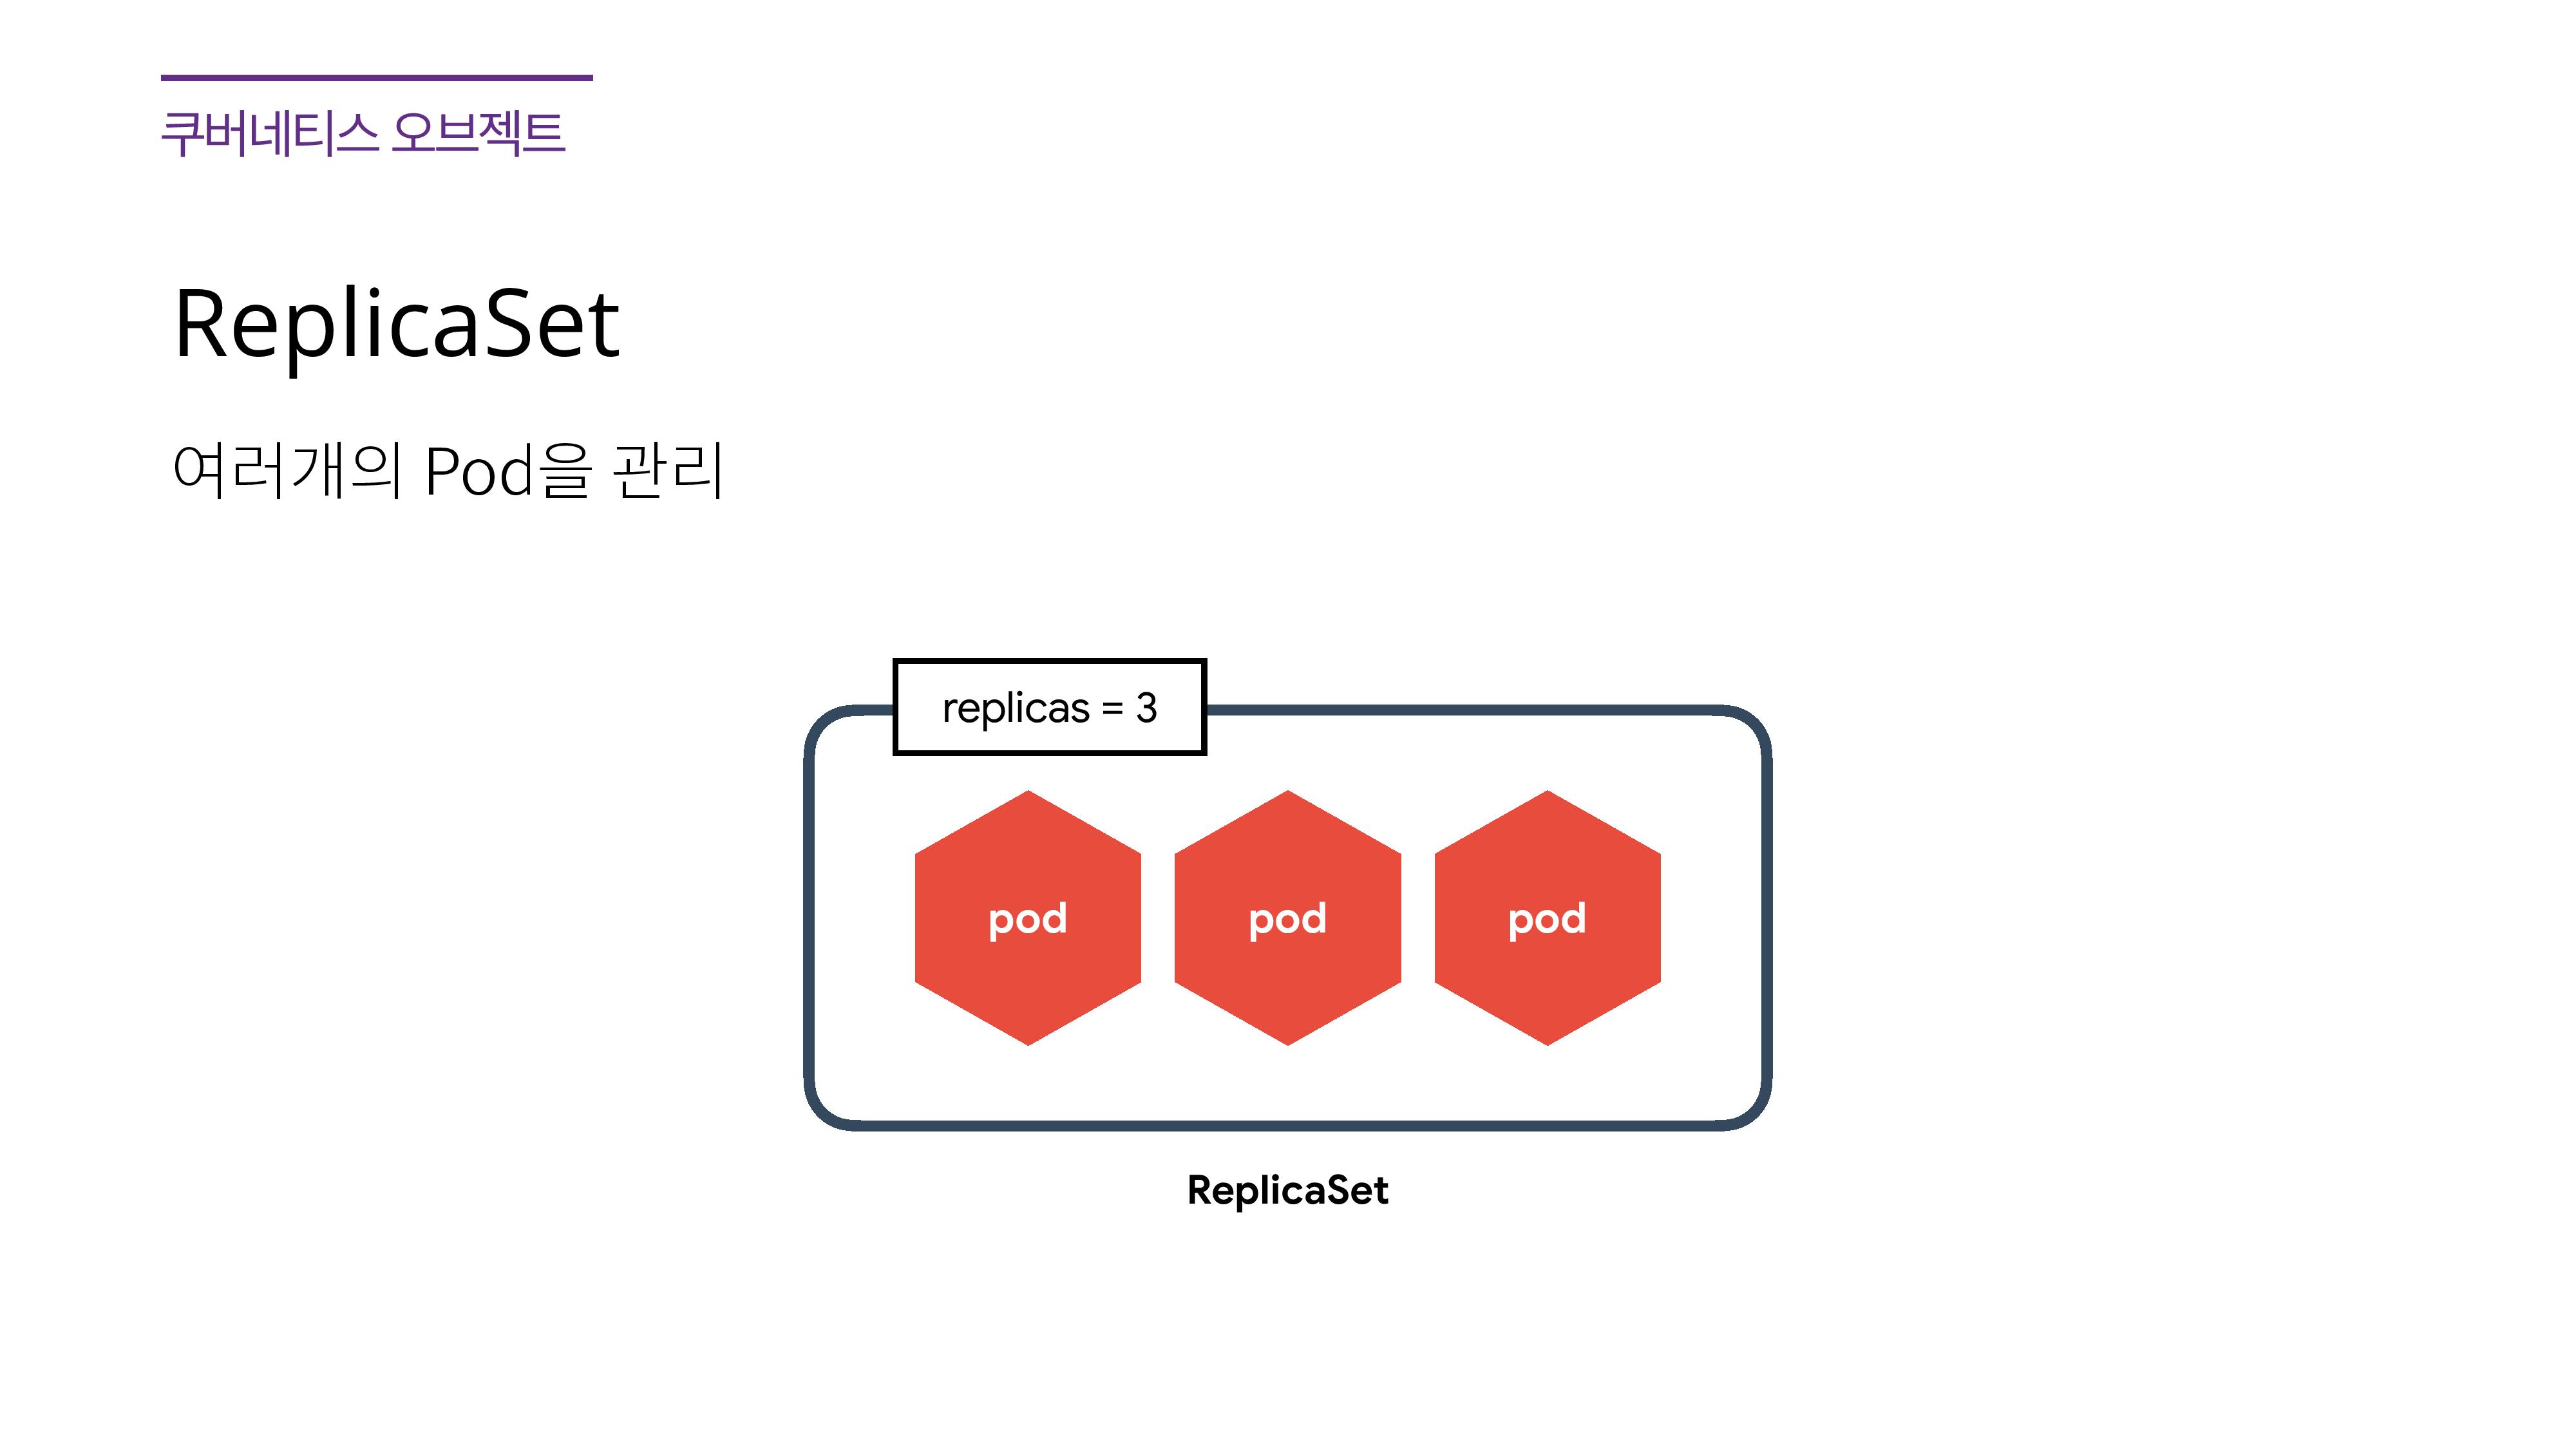 쿠버네티스 오브젝트
ReplicaSet
여러개의 Pod을 관리
replicas = 3
pod pod pod
ReplicaSet